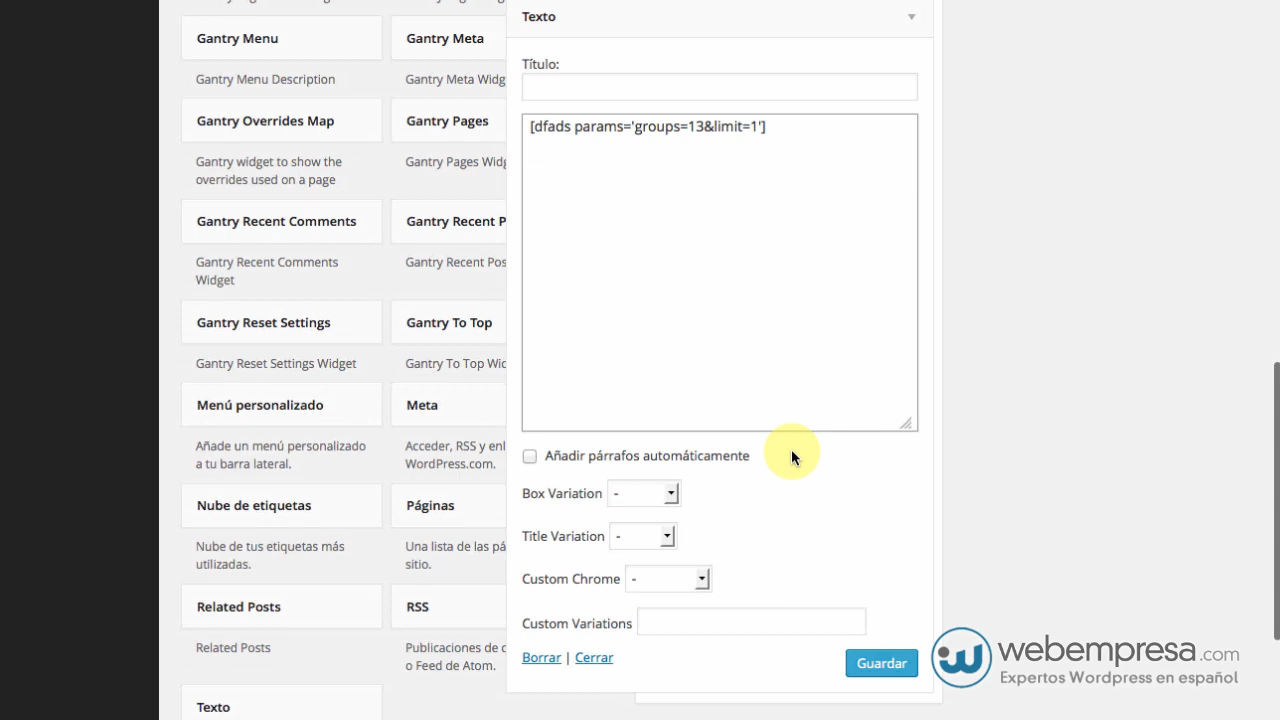 Texto
Título:
[dfads params='groups=13&limit=1']
Añadir párrafos automáticamente
Box Variation -
Title Variation -
Custom Chrome -
Custom Variations
Borrar | Cerrar
Guardar
Gantry Menu
Gantry Menu Description
Gantry Overrides Map
Gantry widget to show the
overrides used on a page
Gantry Recent Comments
Gantry Recent Comments
Widget
Gantry Reset Settings
Gantry Reset Settings Widget
Menú personalizado
Añade un menú personalizado
a tu barra lateral.
Nube de etiquetas
Nube de tus etiquetas más
utilizadas.
Related Posts
Related Posts
Texto
Gantry Meta
Gantry Meta Widg
Gantry Pages
Gantry Pages Widg
Gantry Recent P
Gantry Recent Pos
Gantry To Top
Gantry To Top Wid
Meta
Acceder, RSS y enl
WordPress.com.
Páginas
Una lista de las pá
sitio.
RSS
Publicaciones de c
o Feed de Atom.
webempresa.com
Expertos Wordpress en español